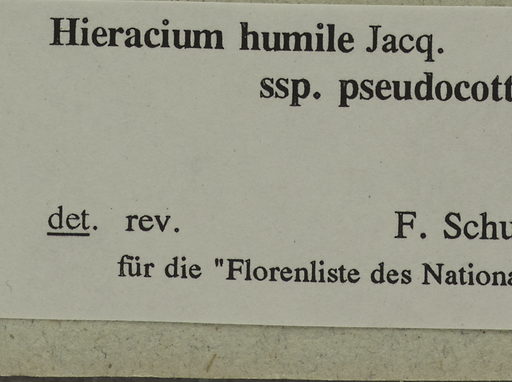 Hieracium humile Jacq.
ssp. pseudocott
det. rev. F. Schu
für die "Florenliste des Nationa